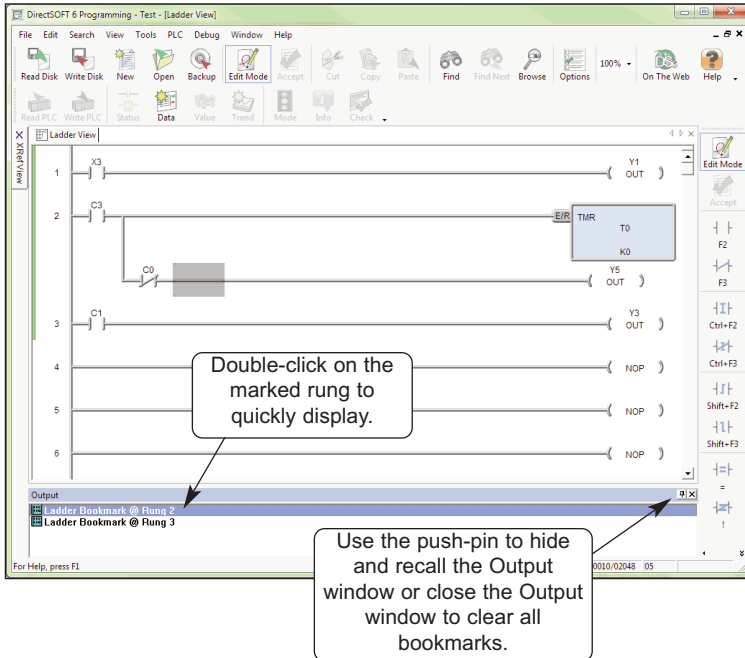 DirectSOFT 6 Programming - Test - [Ladder View]
File Edit Search View Tools PLC Debug Window Help
Read Disk Write Disk New Open Backup Edit Mode Accept Cut Copy Paste Find Find Next Browse Options 100% On The Web Help
Read PLC Write PLC Status Data Value Trend Mode Info Check
XRefView
Ladder View
Edit Mode
Accept
1 X3 Y1
OUT
2 C3 E/R TMR
T0
K0
C0 Y5
OUT
3 C1 Y3
OUT
4 NOP
5 NOP
6 NOP
F2
F3
Ctrl+F2
Ctrl+F3
Shift+F2
Shift+F3
=
!
Double-click on the
marked rung to
quickly display.
Output
Ladder Bookmark @ Rung 2
Ladder Bookmark @ Rung 3
Use the push-pin to hide
and recall the Output
window or close the Output
window to clear all
bookmarks.
For Help, press F1
0010/02048 05